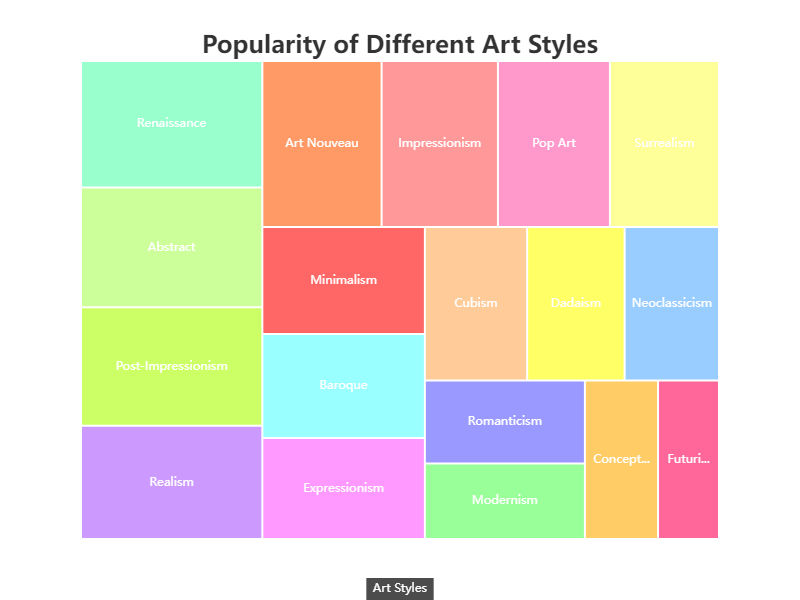 Popularity of Different Art Styles
Renaissance
Abstract
Post-Impressionism
Realism
Art Nouveau
Impressionism
Pop Art
Surrealism
Minimalism
Baroque
Expressionism
Cubism
Dadaism
Neoclassicism
Romanticism
Modernism
Concept...
Futuri...
Art Styles